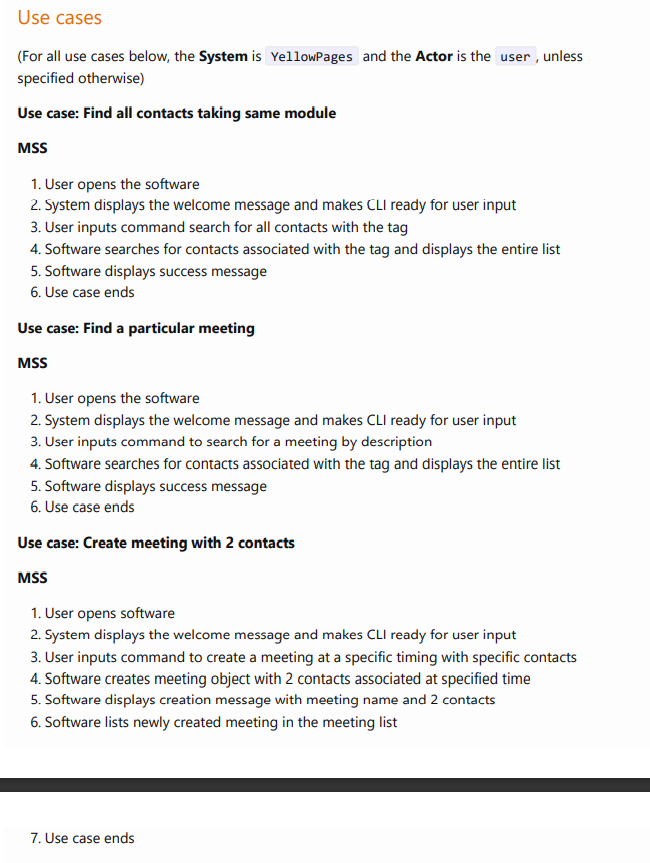 Use cases
(For all use cases below, the System is YellowPages and the Actor is the user, unless
specified otherwise)
Use case: Find all contacts taking same module
MSS
1. User opens the software
2. System displays the welcome message and makes CLI ready for user input
3. User inputs command search for all contacts with the tag
4. Software searches for contacts associated with the tag and displays the entire list
5. Software displays success message
6. Use case ends
Use case: Find a particular meeting
MSS
1. User opens the software
2. System displays the welcome message and makes CLI ready for user input
3. User inputs command to search for a meeting by description
4. Software searches for contacts associated with the tag and displays the entire list
5. Software displays success message
6. Use case ends
Use case: Create meeting with 2 contacts
MSS
1. User opens software
2. System displays the welcome message and makes CLI ready for user input
3. User inputs command to create a meeting at a specific timing with specific contacts
4. Software creates meeting object with 2 contacts associated at specified time
5. Software displays creation message with meeting name and 2 contacts
6. Software lists newly created meeting in the meeting list
7. Use case ends